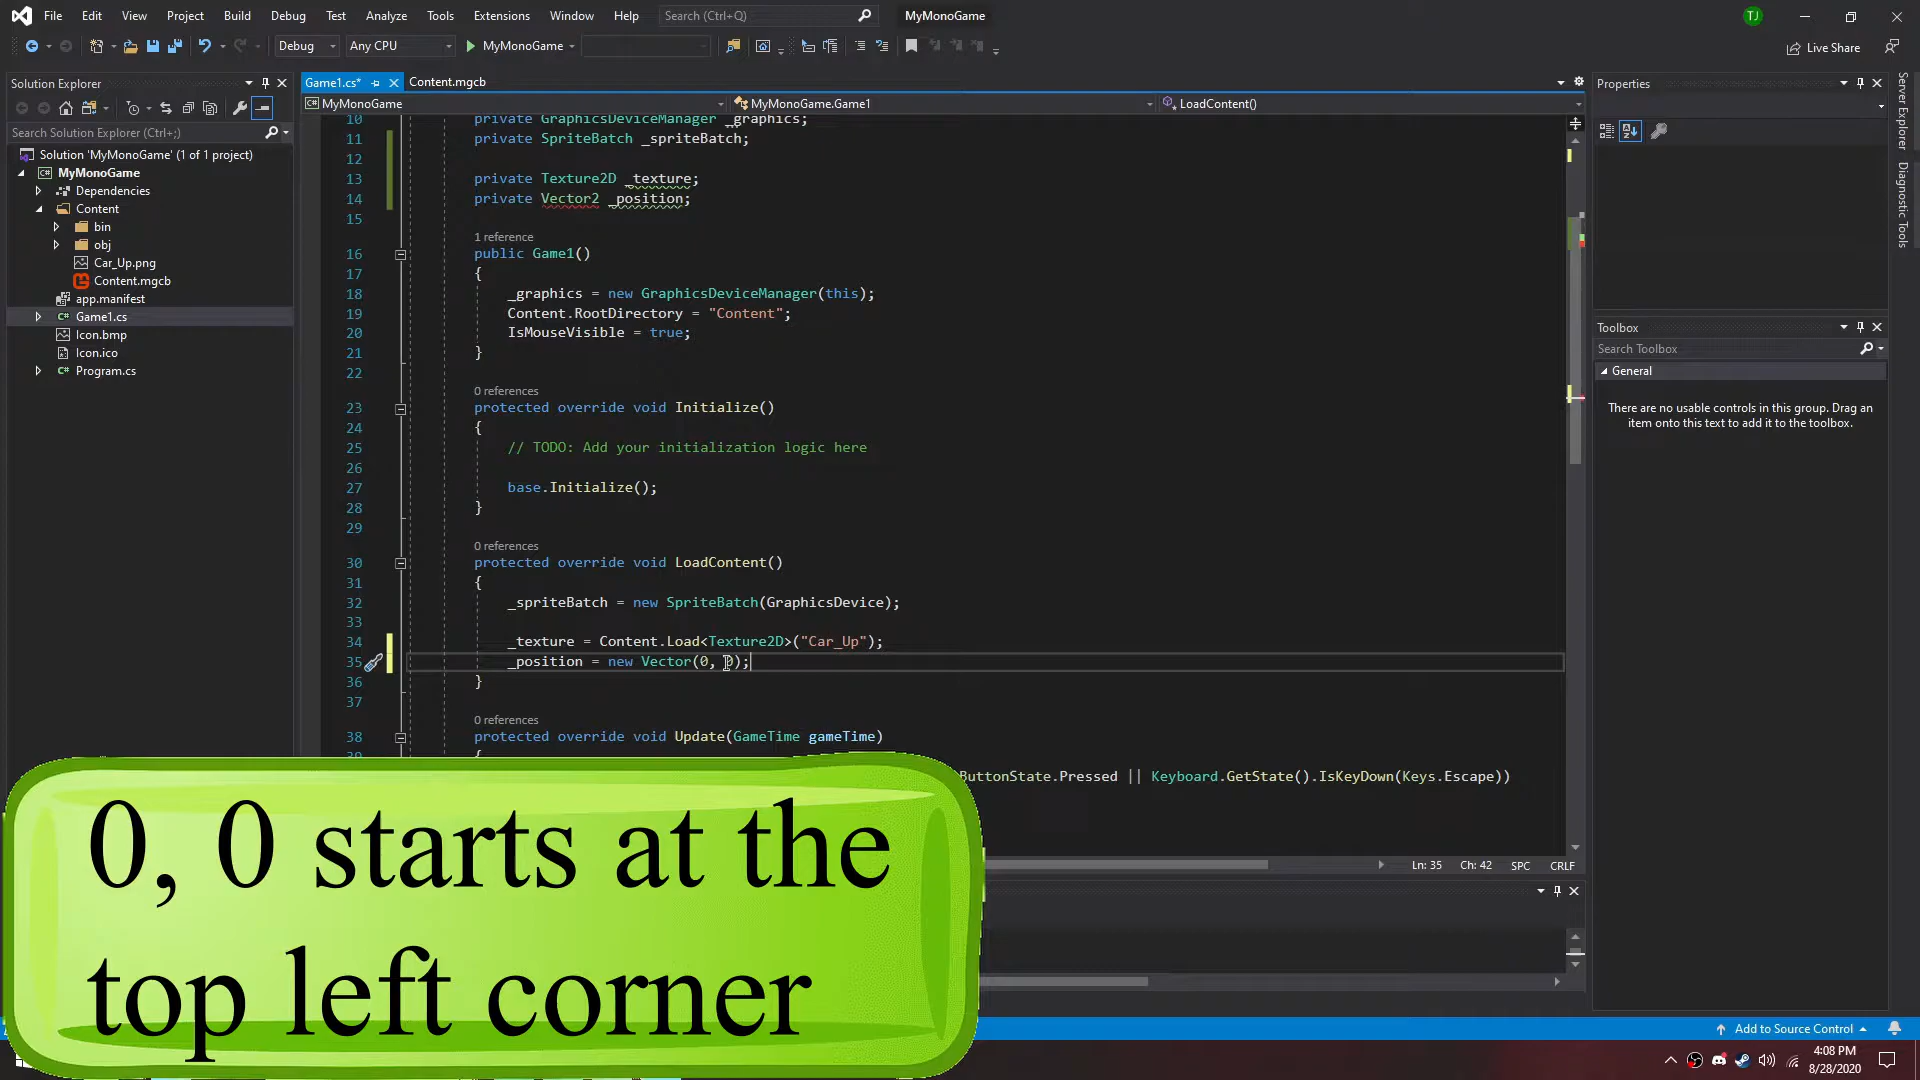 File Edit View Project Build Debug Test Analyze Tools Extensions Window Help Search (Ctrl+Q) MyMonoGame TJ
Debug Any CPU MyMonoGame Live Share
Solution Explorer
Search Solution Explorer (Ctrl+;)
Solution 'MyMonoGame' (1 of 1 project)
MyMonoGame
Dependencies
Content
bin
obj
Car_Up.png
Content.mgcb
app.manifest
Game1.cs
Icon.bmp
Icon.ico
Program.cs
Game1.cs* Content.mgcb
MyMonoGame MyMonoGame.Game1 LoadContent()
10 private GraphicsDeviceManager _graphics;
11 private SpriteBatch _spriteBatch;
12
13 private Texture2D _texture;
14 private Vector2 _position;
15
1 reference
16 public Game1()
17 {
18 _graphics = new GraphicsDeviceManager(this);
19 Content.RootDirectory = "Content";
20 IsMouseVisible = true;
21 }
22
0 references
23 protected override void Initialize()
24 {
25 // TODO: Add your initialization logic here
26
27 base.Initialize();
28 }
29
0 references
30 protected override void LoadContent()
31 {
32 _spriteBatch = new SpriteBatch(GraphicsDevice);
33
34 _texture = Content.Load<Texture2D>("Car_Up");
35 _position = new Vector(0, 0);
36 }
37
0 references
38 protected override void Update(GameTime gameTime)
39 {
ButtonState.Pressed || Keyboard.GetState().IsKeyDown(Keys.Escape))
Ln: 35 Ch: 42 SPC CRLF
Properties
Toolbox
Search Toolbox
General
There are no usable controls in this group. Drag an
item onto this text to add it to the toolbox.
Server Explorer
Diagnostic Tools
0, 0 starts at the
top left corner
Add to Source Control
4:08 PM
8/28/2020